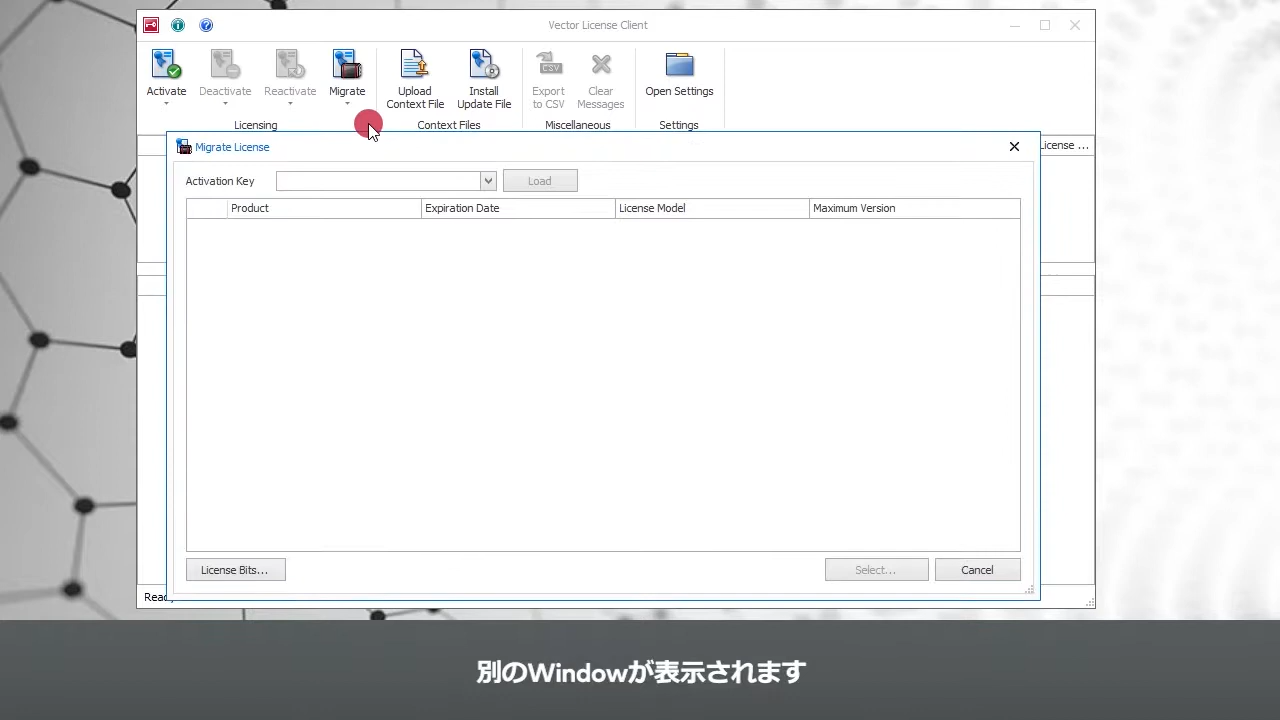 Vector License Client
Activate
Deactivate
Reactivate
Migrate
Upload
Context File
Install
Update File
Export
to CSV
Clear
Messages
Open Settings
Licensing
Context Files
Miscellaneous
Settings
Migrate License
License ...
Activation Key
Load
Product
Expiration Date
License Model
Maximum Version
License Bits...
Select...
Cancel
Ready
別のWindowが表示されます